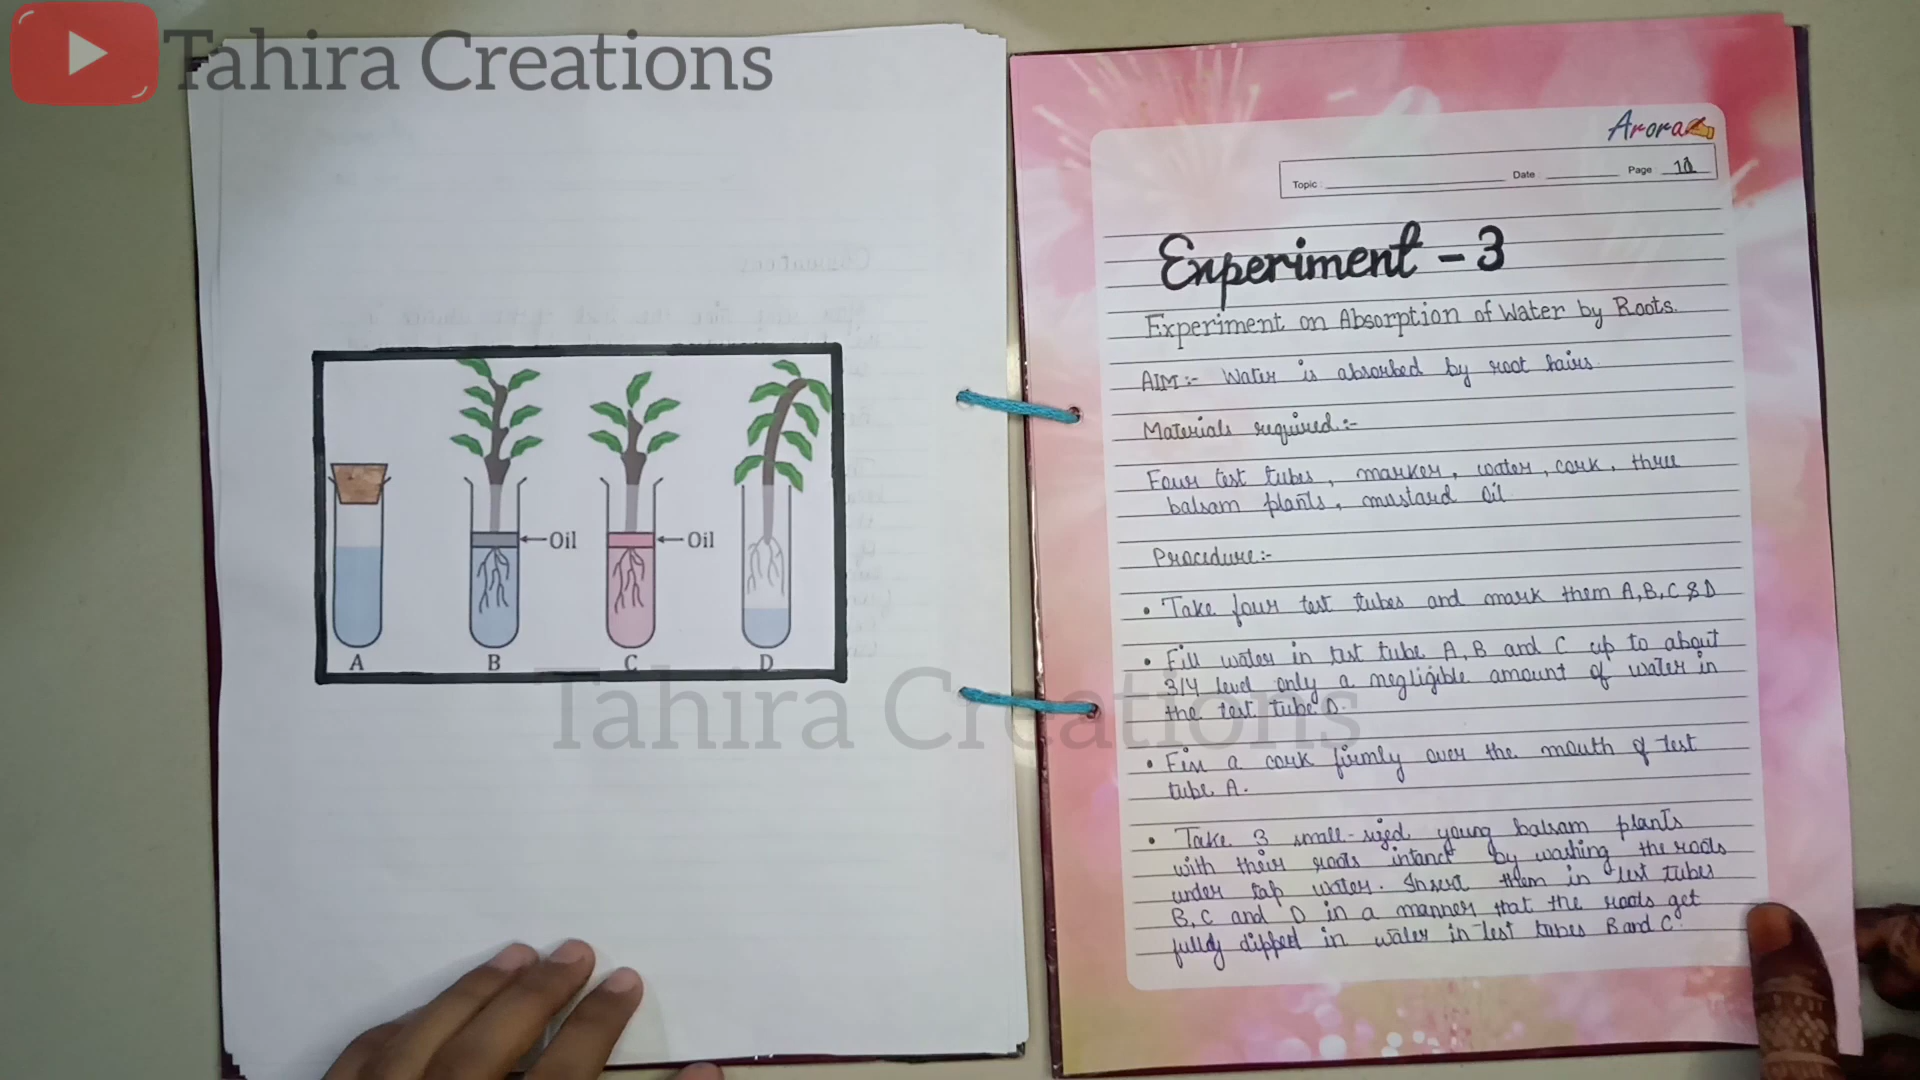 Tahira Creations
Oil
Oil
A
B
C
D
Tahira Creations
Arora
Topic:
Date
Page 11
Experiment - 3
Experiment on Absorption of Water by Roots.
AIM:- Water is absorbed by root hairs.
Materials required:-
Four test tubes, marker, water, cork, three
balsam plants, mustard oil
Procedure:-
• Take four test tubes and mark them A, B, C & D
• Fill water in test tube A, B and C up to about
3/4 level only a negligible amount of water in
the test tube D.
• Fix a cork firmly over the mouth of test
tube A.
• Take 3 small-sized young balsam plants
with their roots intact by washing the roots
under tap water. Insert them in test tubes
B, C and D in a manner that the roots get
fully dipped in water in test tubes B and C.